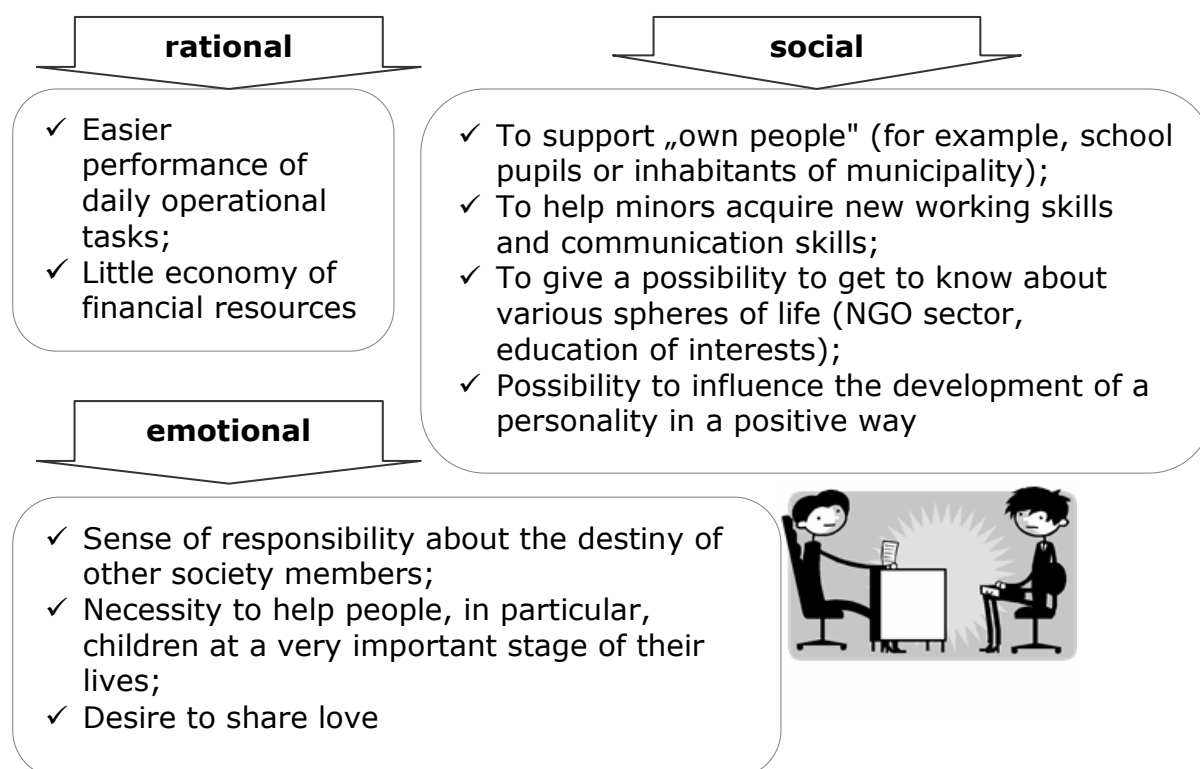 rational
✓ Easier
performance of
daily operational
tasks;
✓ Little economy of
financial resources
social
✓ To support „own people" (for example, school
pupils or inhabitants of municipality);
✓ To help minors acquire new working skills
and communication skills;
✓ To give a possibility to get to know about
various spheres of life (NGO sector,
education of interests);
✓ Possibility to influence the development of a
personality in a positive way
emotional
✓ Sense of responsibility about the destiny of
other society members;
✓ Necessity to help people, in particular,
children at a very important stage of their
lives;
✓ Desire to share love